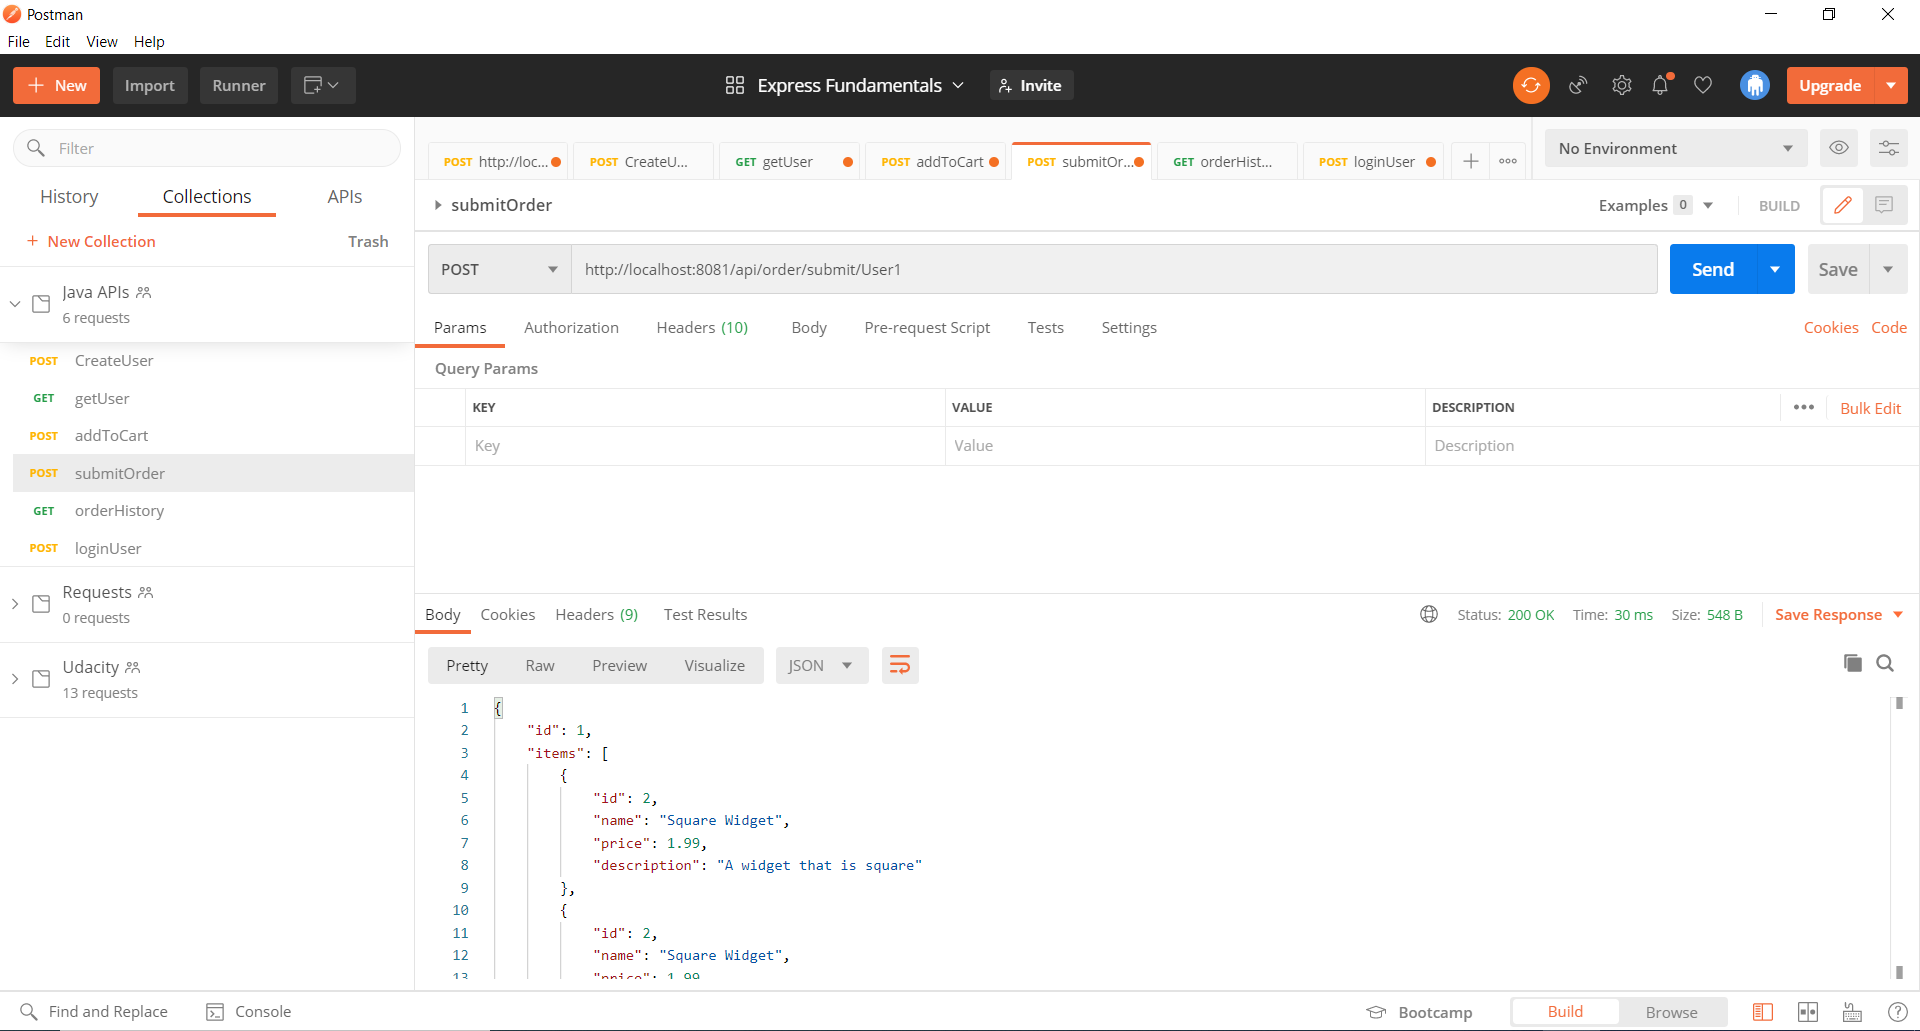 Postman
File Edit View Help
New Import Runner Express Fundamentals Invite Upgrade
Filter
History Collections APIs
+ New Collection Trash
Java APIs
6 requests
POST CreateUser
GET getUser
POST addToCart
POST submitOrder
GET orderHistory
POST loginUser
Requests
0 requests
Udacity
13 requests
POST http://loc... POST CreateU... GET getUser POST addToCart POST submitOr... GET orderHist... POST loginUser
No Environment
submitOrder Examples 0 BUILD
POST http://localhost:8081/api/order/submit/User1 Send Save
Params Authorization Headers (10) Body Pre-request Script Tests Settings Cookies Code
Query Params
KEY VALUE DESCRIPTION Bulk Edit
Key Value Description
Body Cookies Headers (9) Test Results Status: 200 OK Time: 30 ms Size: 548 B Save Response
Pretty Raw Preview Visualize JSON
1 {
2 "id": 1,
3 "items": [
4 {
5 "id": 2,
6 "name": "Square Widget",
7 "price": 1.99,
8 "description": "A widget that is square"
9 },
10 {
11 "id": 2,
12 "name": "Square Widget",
13 "price": 1.99
Find and Replace Console Bootcamp Build Browse